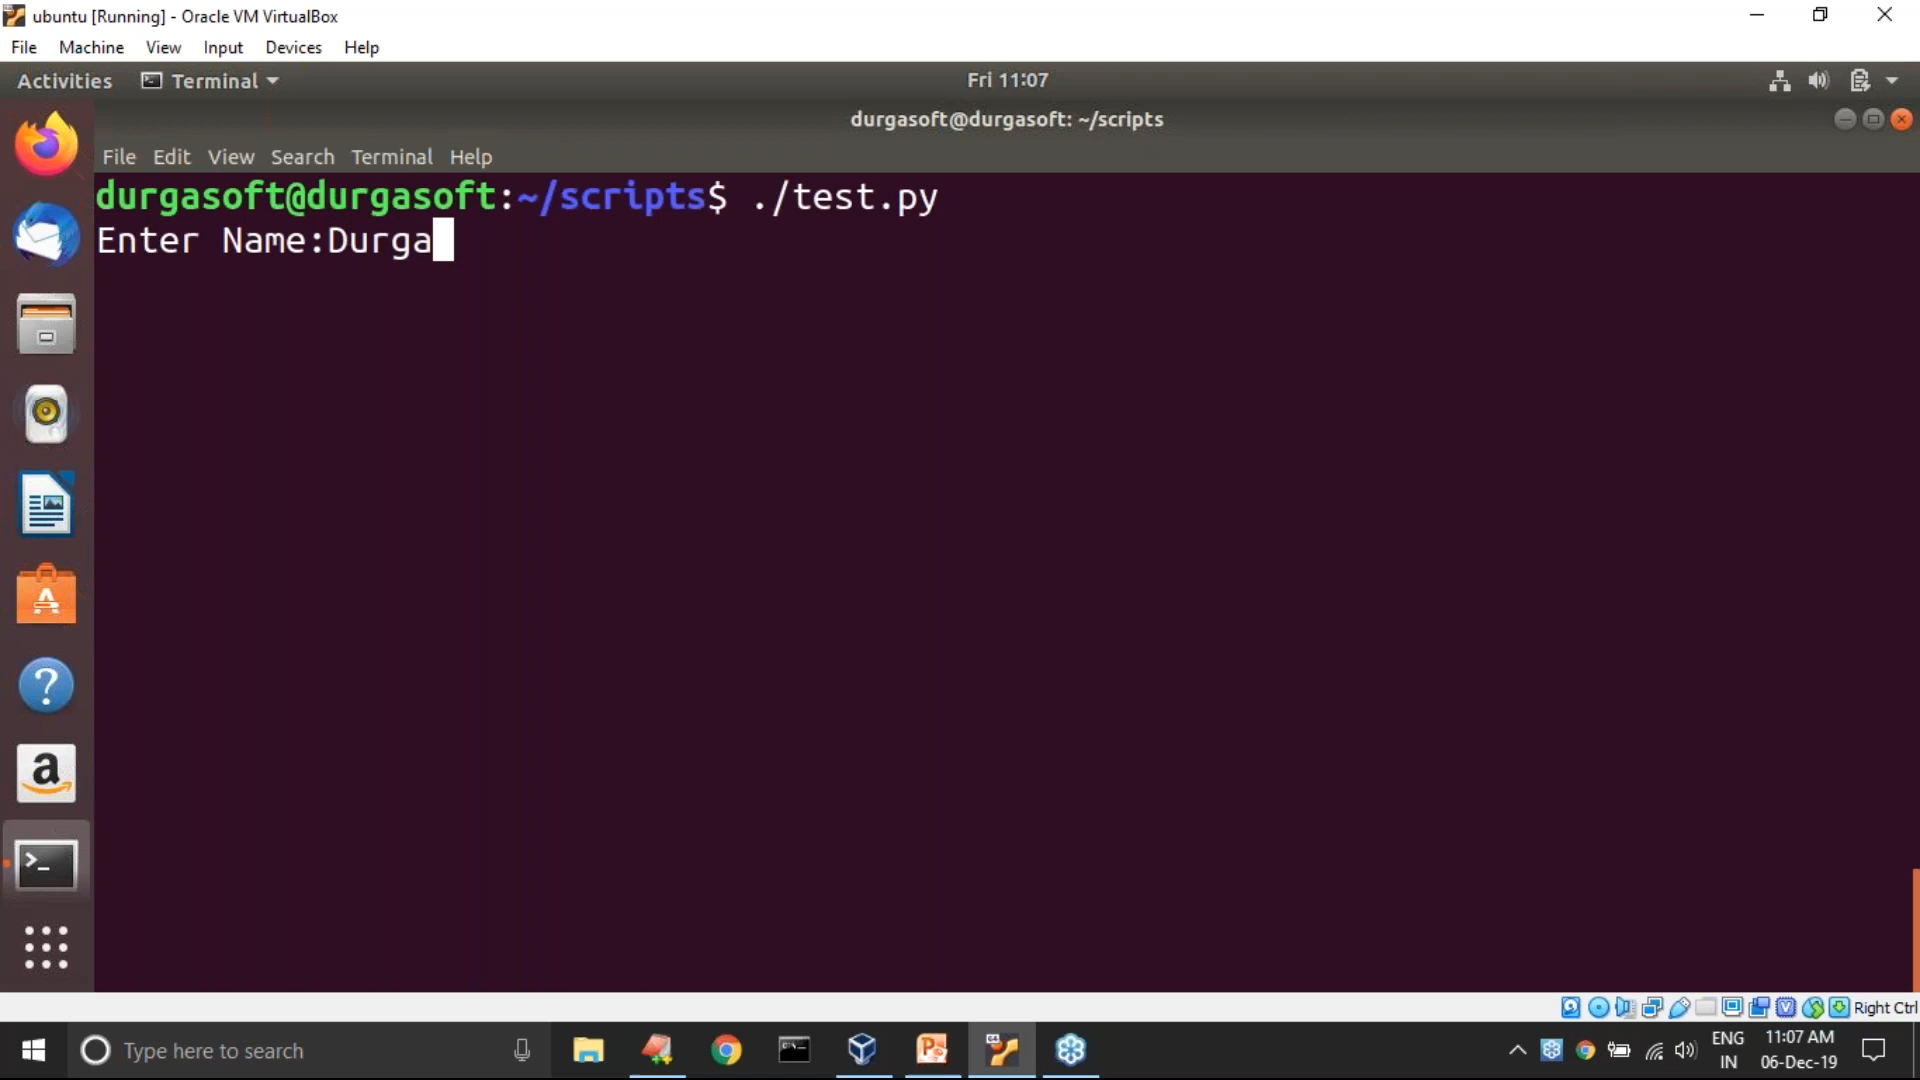 ubuntu [Running] - Oracle VM VirtualBox
File Machine View Input Devices Help
Activities Terminal Fri 11:07
durgasoft@durgasoft: ~/scripts
File Edit View Search Terminal Help
durgasoft@durgasoft:~/scripts$ ./test.py
Enter Name:Durga
Right Ctrl
Type here to search
ENG 11:07 AM
IN 06-Dec-19